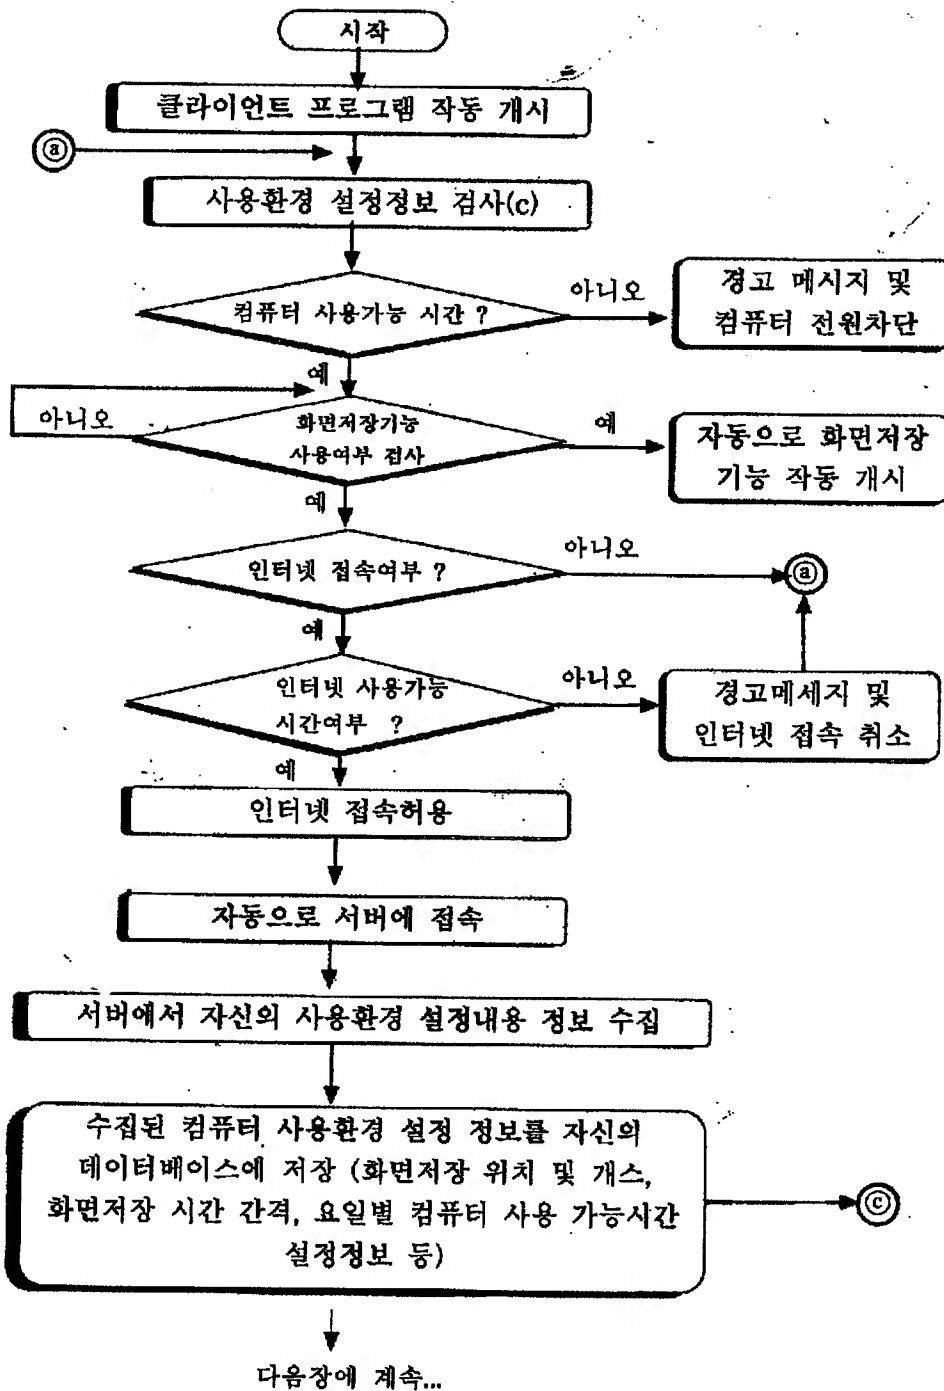 시작
클라이언트 프로그램 작동 개시
ⓐ
사용환경 설정정보 검사(c)
컴퓨터 사용가능 시간 ?
아니오
경고 메시지 및
컴퓨터 전원차단
예
아니오
화면저장기능
사용여부 검사
예
자동으로 화면저장
기능 작동 개시
예
인터넷 접속여부 ?
아니오
ⓐ
예
인터넷 사용가능
시간여부 ?
아니오
경고메세지 및
인터넷 접속 취소
예
인터넷 접속허용
자동으로 서버에 접속
서버에서 자신의 사용환경 설정내용 정보 수집
수집된 컴퓨터 사용환경 설정 정보를 자신의
데이터베이스에 저장 (화면저장 위치 및 개스,
화면저장 시간 간격, 요일별 컴퓨터 사용 가능시간
설정정보 등)
ⓒ
다음장에 계속...